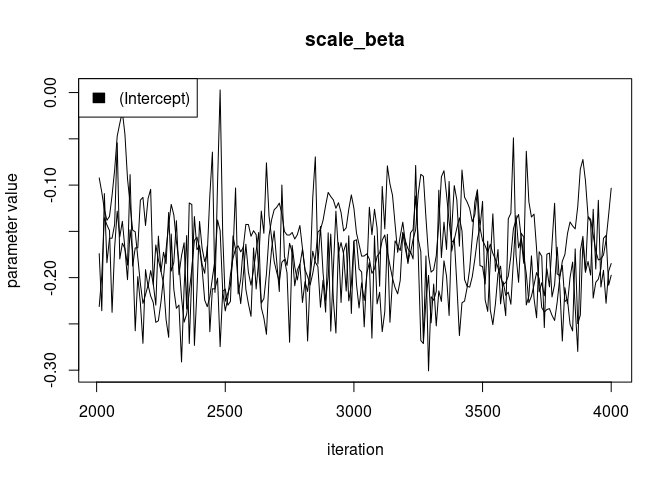 scale_beta
(Intercept)
0.00
-0.10
-0.20
-0.30
parameter value
2000 2500 3000 3500 4000
iteration